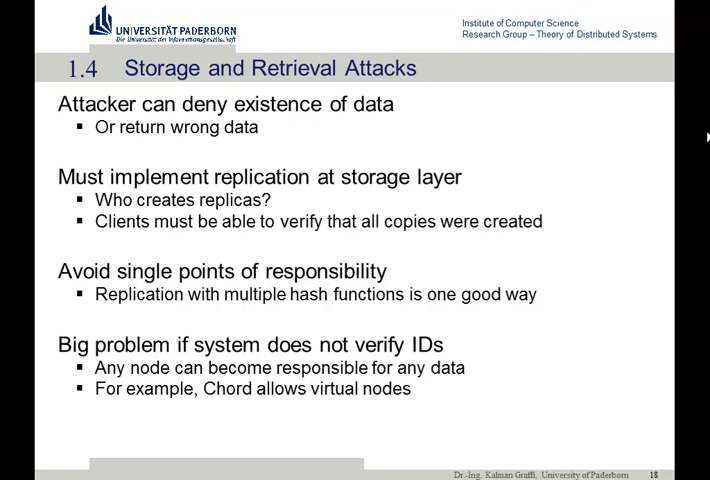 UNIVERSITÄT PADERBORN
Die Universität der Informationsgesellschaft
Institute of Computer Science
Research Group – Theory of Distributed Systems
1.4 Storage and Retrieval Attacks
Attacker can deny existence of data
▪ Or return wrong data
Must implement replication at storage layer
▪ Who creates replicas?
▪ Clients must be able to verify that all copies were created
Avoid single points of responsibility
▪ Replication with multiple hash functions is one good way
Big problem if system does not verify IDs
▪ Any node can become responsible for any data
▪ For example, Chord allows virtual nodes
Dr.-Ing. Kalman Graffi, University of Paderborn 18